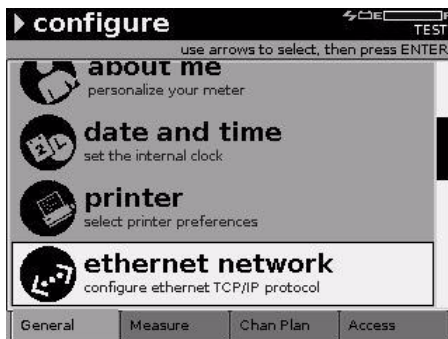 configure
E F
TEST
use arrows to select, then press ENTER
about me
personalize your meter
date and time
set the internal clock
printer
select printer preferences
ethernet network
configure ethernet TCP/IP protocol
General Measure Chan Plan Access